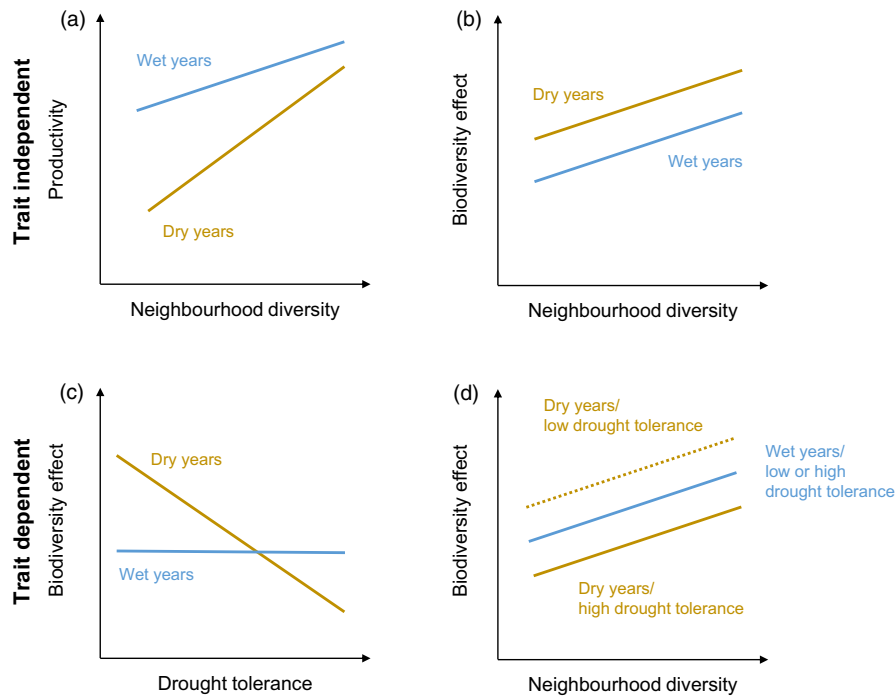 (a)
Trait independent
Productivity
Wet years
Dry years
Neighbourhood diversity
(b)
Biodiversity effect
Dry years
Wet years
Neighbourhood diversity
(c)
Trait dependent
Biodiversity effect
Dry years
Wet years
Drought tolerance
(d)
Biodiversity effect
Dry years/
low drought tolerance
Wet years/
low or high
drought tolerance
Dry years/
high drought tolerance
Neighbourhood diversity